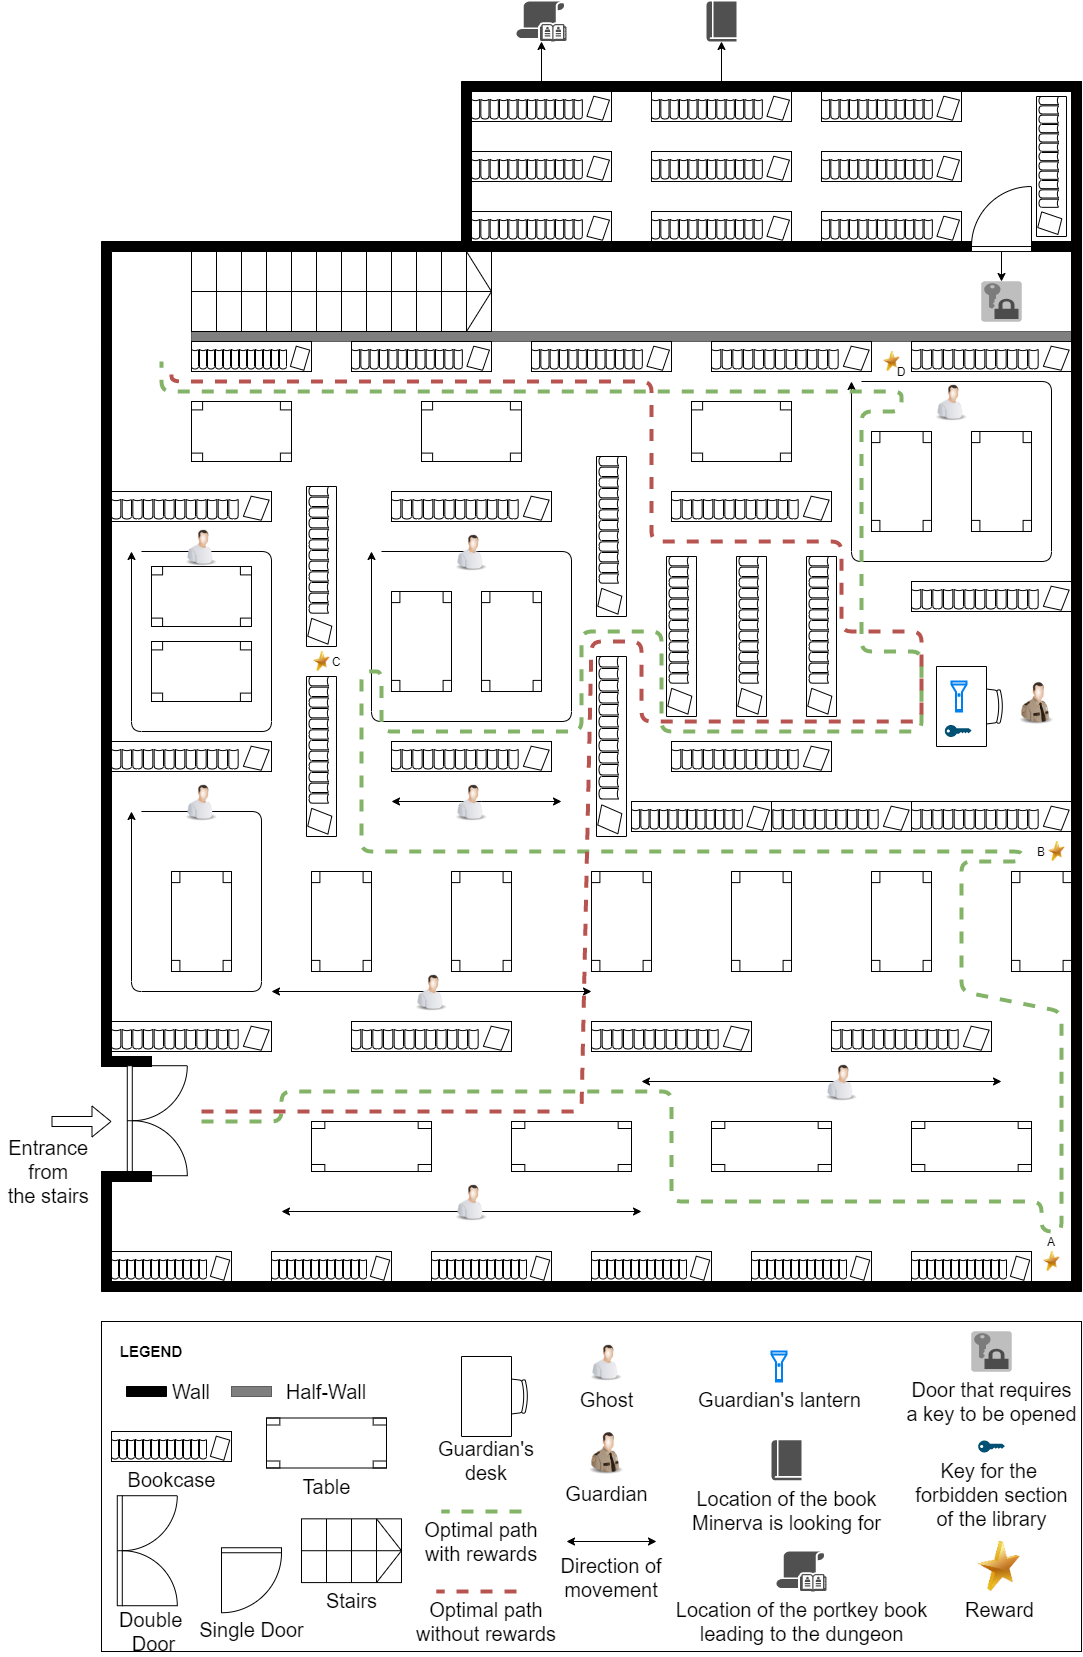 D
C
B
Entrance
from
the stairs
A
LEGEND
Wall
Half-Wall
Bookcase
Table
Double
Door
Single Door
Stairs
Guardian's
desk
Optimal path
with rewards
Optimal path
without rewards
Ghost
Guardian
Direction of
movement
Guardian's lantern
Location of the book
Minerva is looking for
Location of the portkey book
leading to the dungeon
Door that requires
a key to be opened
Key for the
forbidden section
of the library
Reward